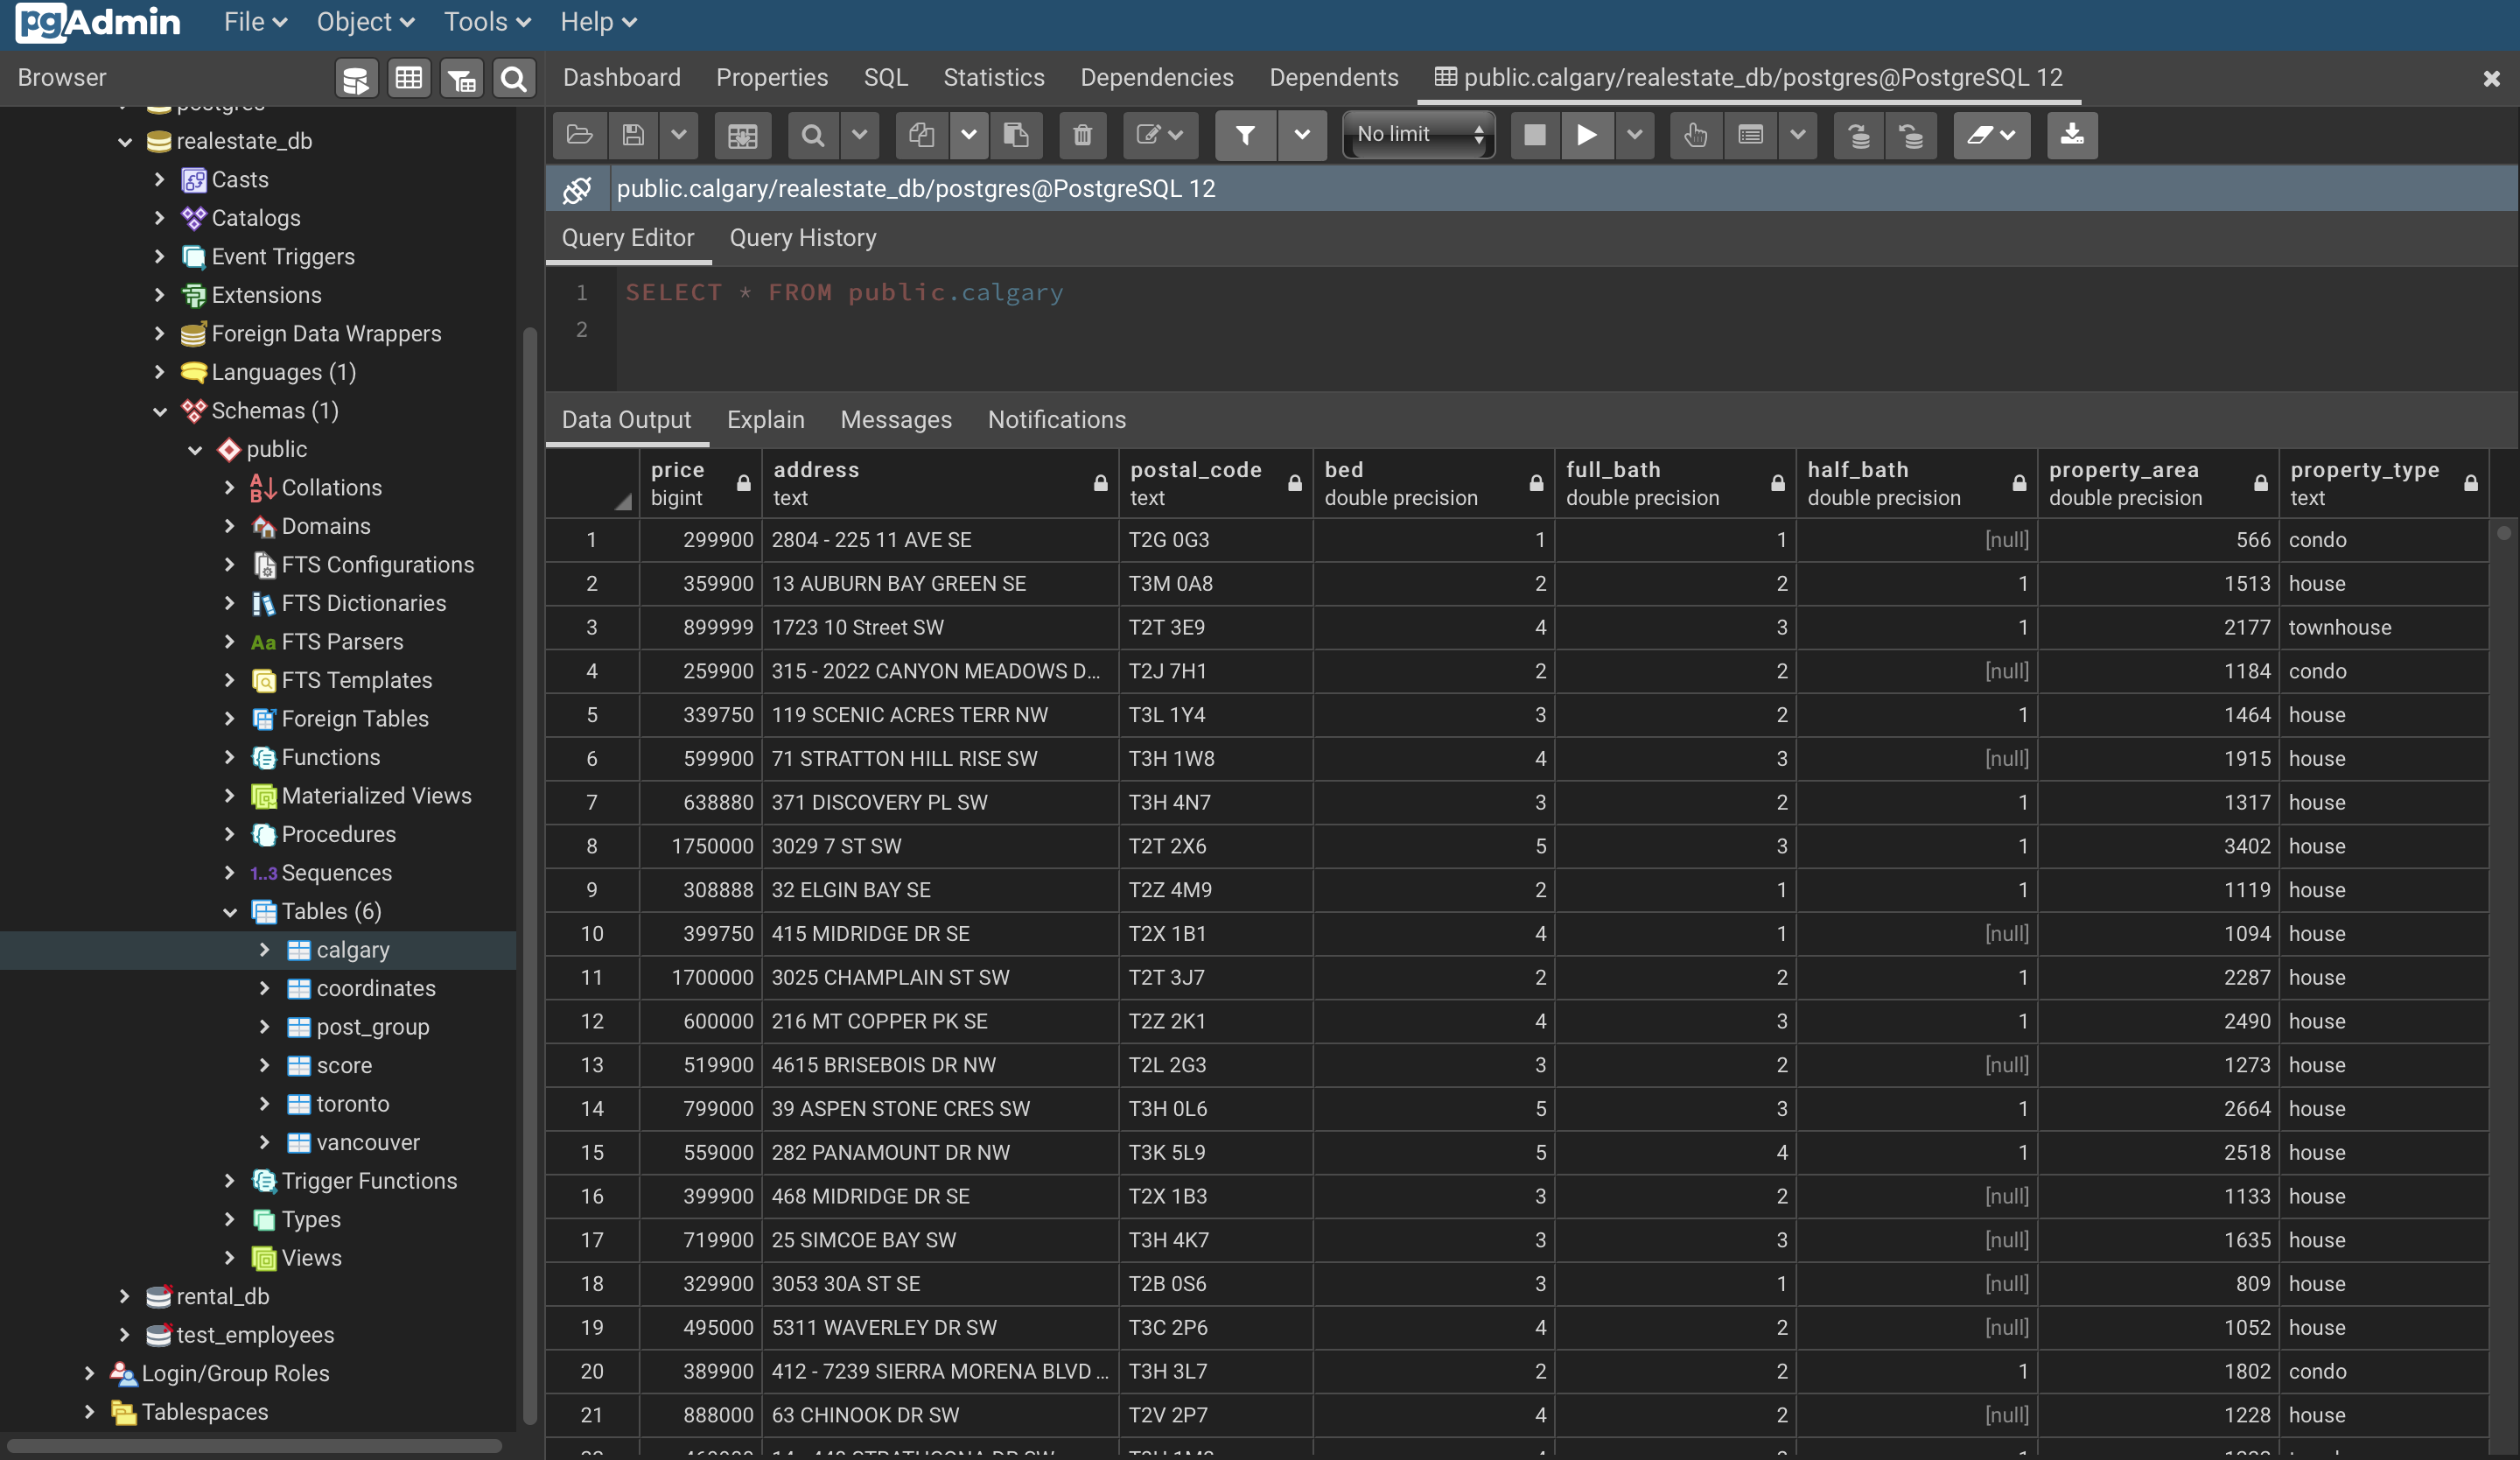 pgAdmin File Object Tools Help
Browser
Dashboard Properties SQL Statistics Dependencies Dependents public.calgary/realestate_db/postgres@PostgreSQL 12
postgres
realestate_db
Casts
Catalogs
Event Triggers
Extensions
Foreign Data Wrappers
Languages (1)
Schemas (1)
public
Collations
Domains
FTS Configurations
FTS Dictionaries
Aa FTS Parsers
FTS Templates
Foreign Tables
Functions
Materialized Views
Procedures
1..3 Sequences
Tables (6)
calgary
coordinates
post_group
score
toronto
vancouver
Trigger Functions
Types
Views
rental_db
test_employees
Login/Group Roles
Tablespaces
No limit
public.calgary/realestate_db/postgres@PostgreSQL 12
Query Editor Query History
1 SELECT * FROM public.calgary
2
Data Output Explain Messages Notifications
price address postal_code bed full_bath half_bath property_area property_type
bigint text text double precision double precision double precision double precision text
1 299900 2804 - 225 11 AVE SE T2G 0G3 1 1 [null] 566 condo
2 359900 13 AUBURN BAY GREEN SE T3M 0A8 2 2 1 1513 house
3 899999 1723 10 Street SW T2T 3E9 4 3 1 2177 townhouse
4 259900 315 - 2022 CANYON MEADOWS D... T2J 7H1 2 2 [null] 1184 condo
5 339750 119 SCENIC ACRES TERR NW T3L 1Y4 3 2 1 1464 house
6 599900 71 STRATTON HILL RISE SW T3H 1W8 4 3 [null] 1915 house
7 638880 371 DISCOVERY PL SW T3H 4N7 3 2 1 1317 house
8 1750000 3029 7 ST SW T2T 2X6 5 3 1 3402 house
9 308888 32 ELGIN BAY SE T2Z 4M9 2 1 1 1119 house
10 399750 415 MIDRIDGE DR SE T2X 1B1 4 1 [null] 1094 house
11 1700000 3025 CHAMPLAIN ST SW T2T 3J7 2 2 1 2287 house
12 600000 216 MT COPPER PK SE T2Z 2K1 4 3 1 2490 house
13 519900 4615 BRISEBOIS DR NW T2L 2G3 3 2 [null] 1273 house
14 799000 39 ASPEN STONE CRES SW T3H 0L6 5 3 1 2664 house
15 559000 282 PANAMOUNT DR NW T3K 5L9 5 4 1 2518 house
16 399900 468 MIDRIDGE DR SE T2X 1B3 3 2 [null] 1133 house
17 719900 25 SIMCOE BAY SW T3H 4K7 3 3 [null] 1635 house
18 329900 3053 30A ST SE T2B 0S6 3 1 [null] 809 house
19 495000 5311 WAVERLEY DR SW T3C 2P6 4 2 [null] 1052 house
20 389900 412 - 7239 SIERRA MORENA BLVD ... T3H 3L7 2 2 1 1802 condo
21 888000 63 CHINOOK DR SW T2V 2P7 4 2 [null] 1228 house